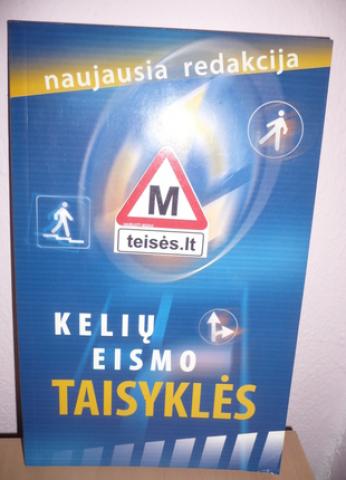 naujausia redakcija
M
teisės.lt
KELIŲ
EISMO
TAISYKLĖS